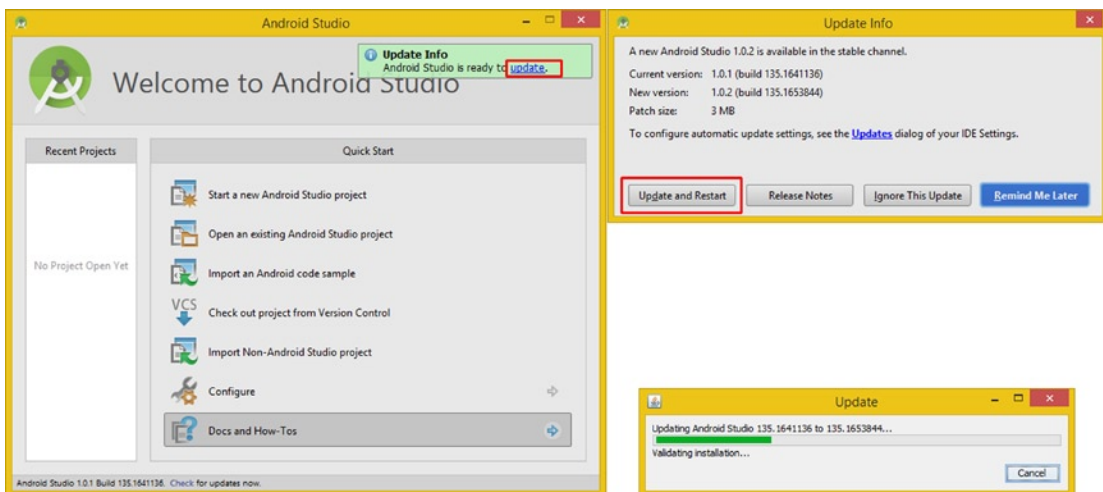 Android Studio
Update Info
Android Studio is ready to update.
Welcome to Android Studio
Recent Projects
No Project Open Yet
Quick Start
Start a new Android Studio project
Open an existing Android Studio project
Import an Android code sample
VCS
Check out project from Version Control
Import Non-Android Studio project
Configure
Docs and How-Tos
Android Studio 1.0.1 Build 135.1641136. Check for updates now.
Update Info
A new Android Studio 1.0.2 is available in the stable channel.
Current version: 1.0.1 (build 135.1641136)
New version: 1.0.2 (build 135.1653844)
Patch size: 3 MB
To configure automatic update settings, see the Updates dialog of your IDE Settings.
Update and Restart Release Notes Ignore This Update Remind Me Later
Update
Updating Android Studio 135.1641136 to 135.1653844...
Validating installation...
Cancel